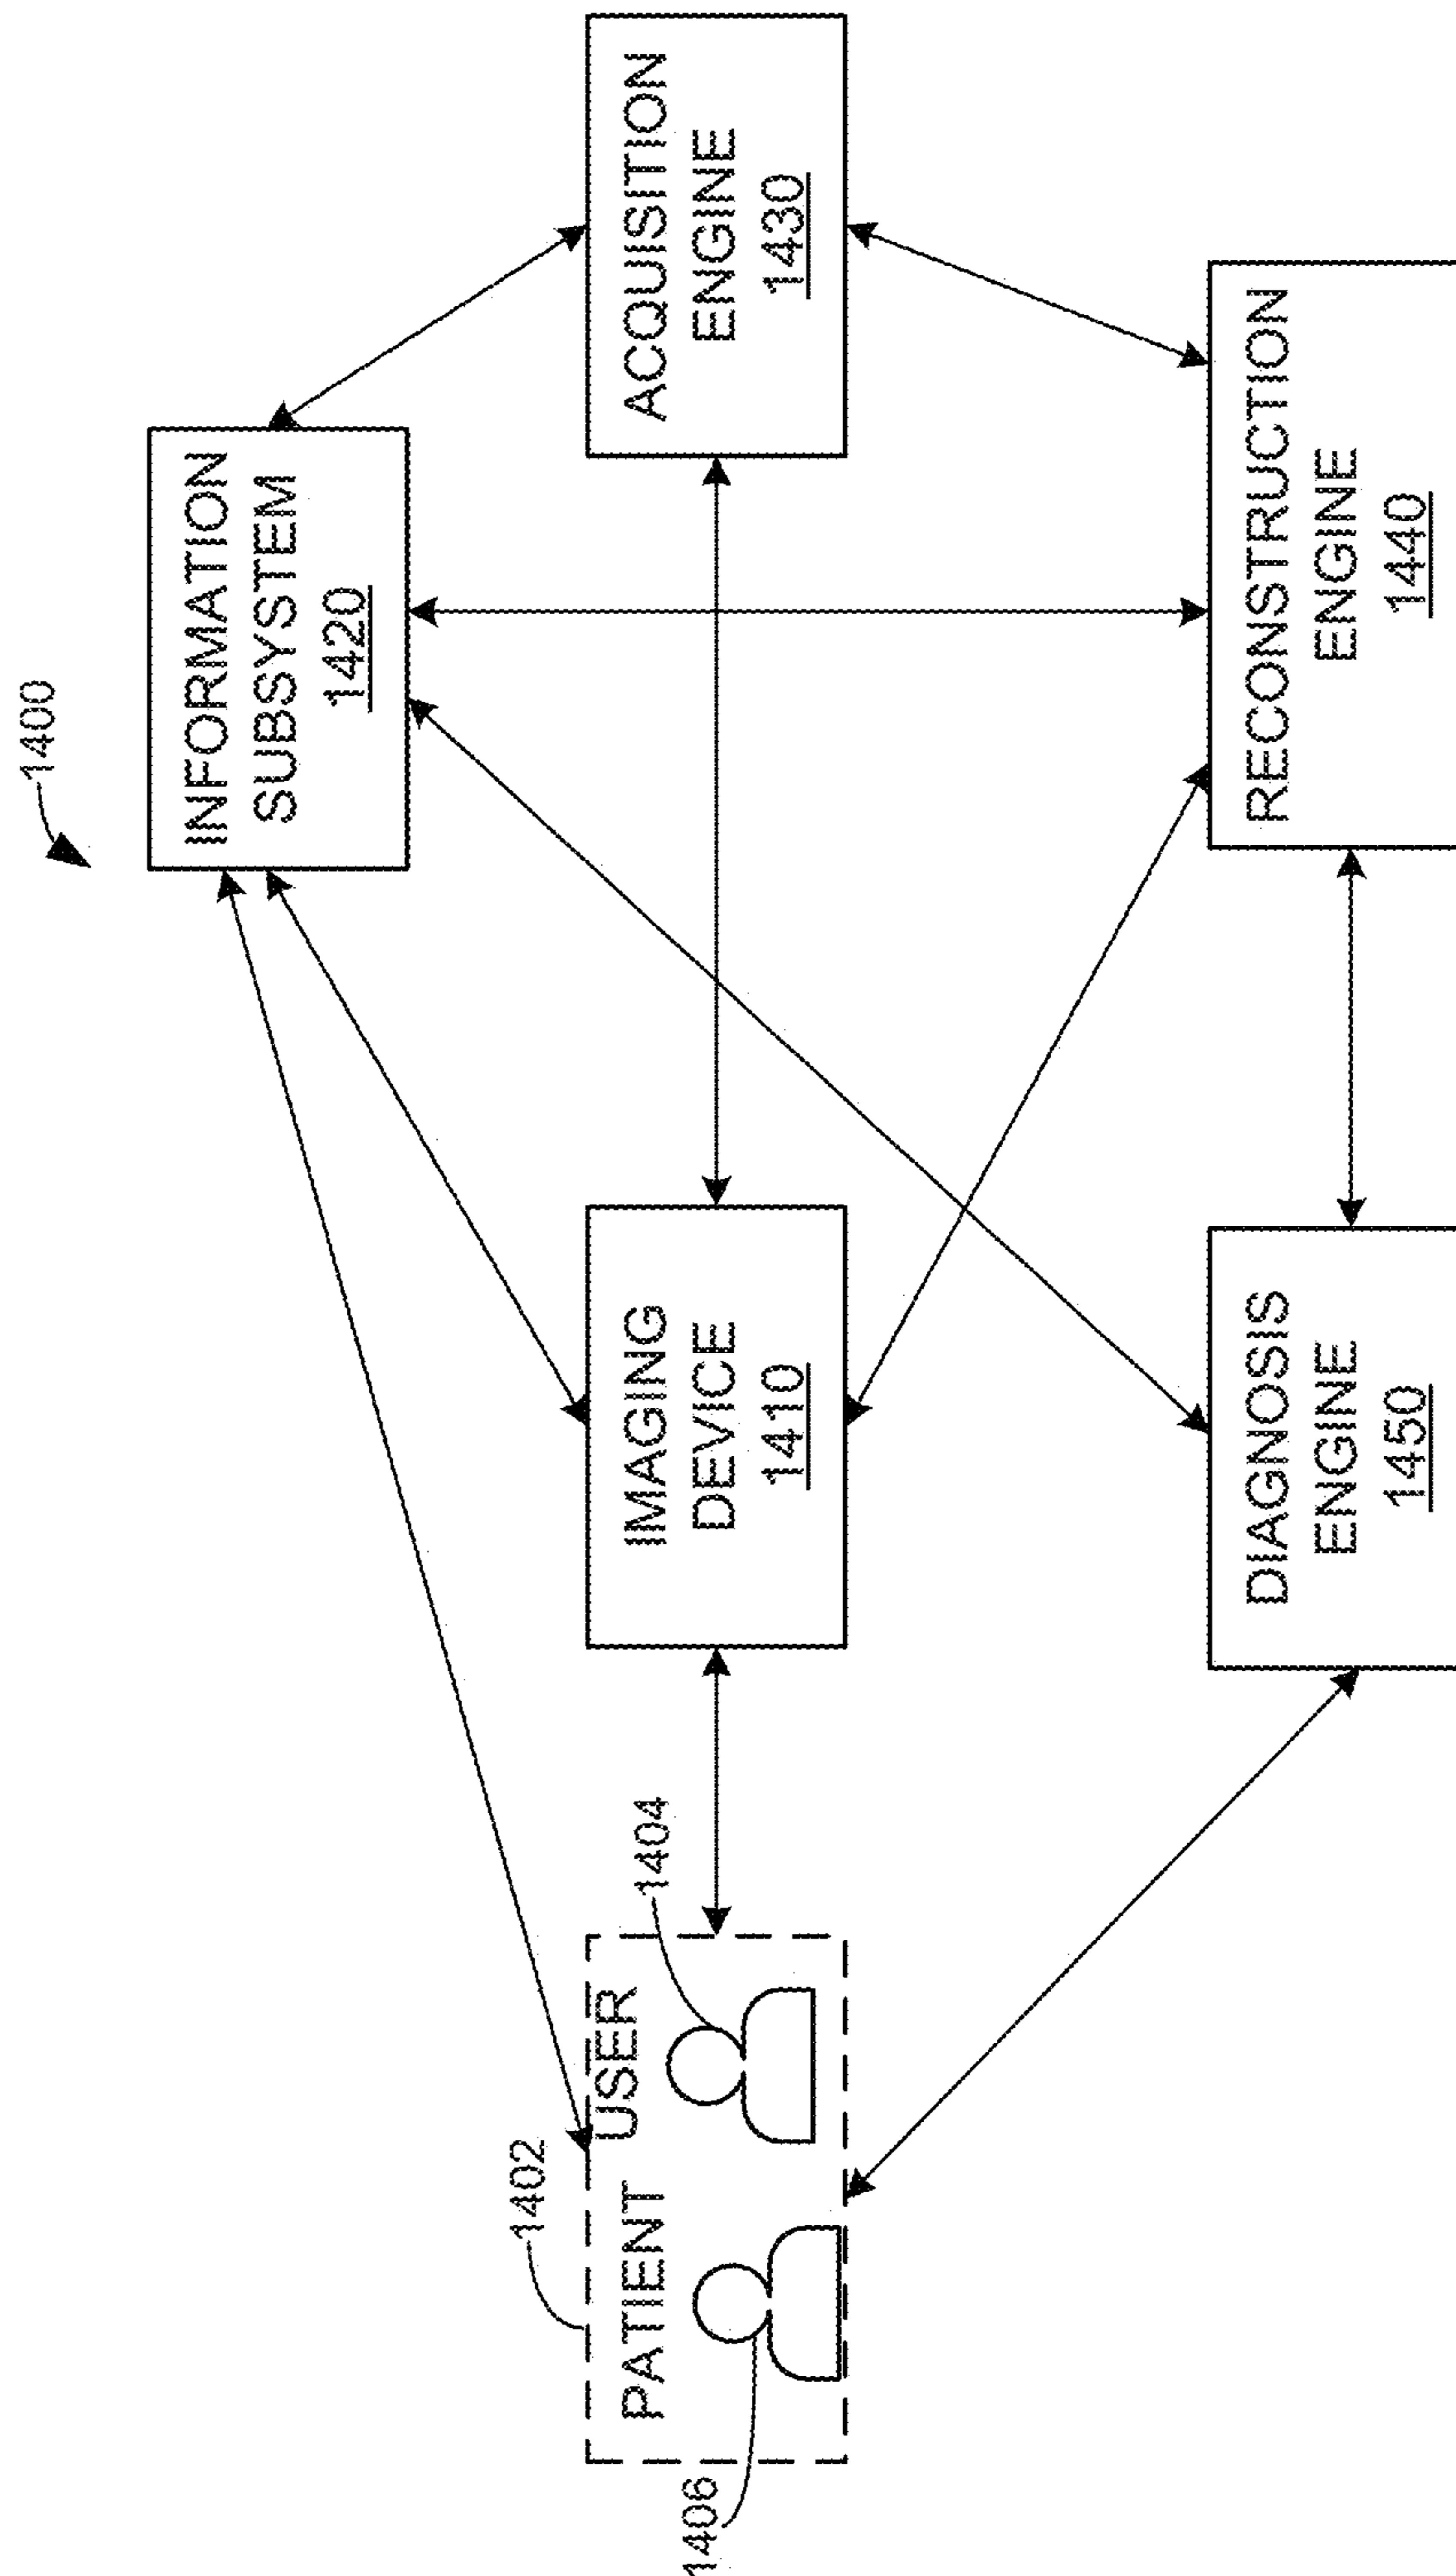 1400
INFORMATION
SUBSYSTEM
1420
1402
PATIENT
USER
1404
1406
IMAGING
DEVICE
1410
ACQUISITION
ENGINE
1430
DIAGNOSIS
ENGINE
1450
RECONSTRUCTION
ENGINE
1440